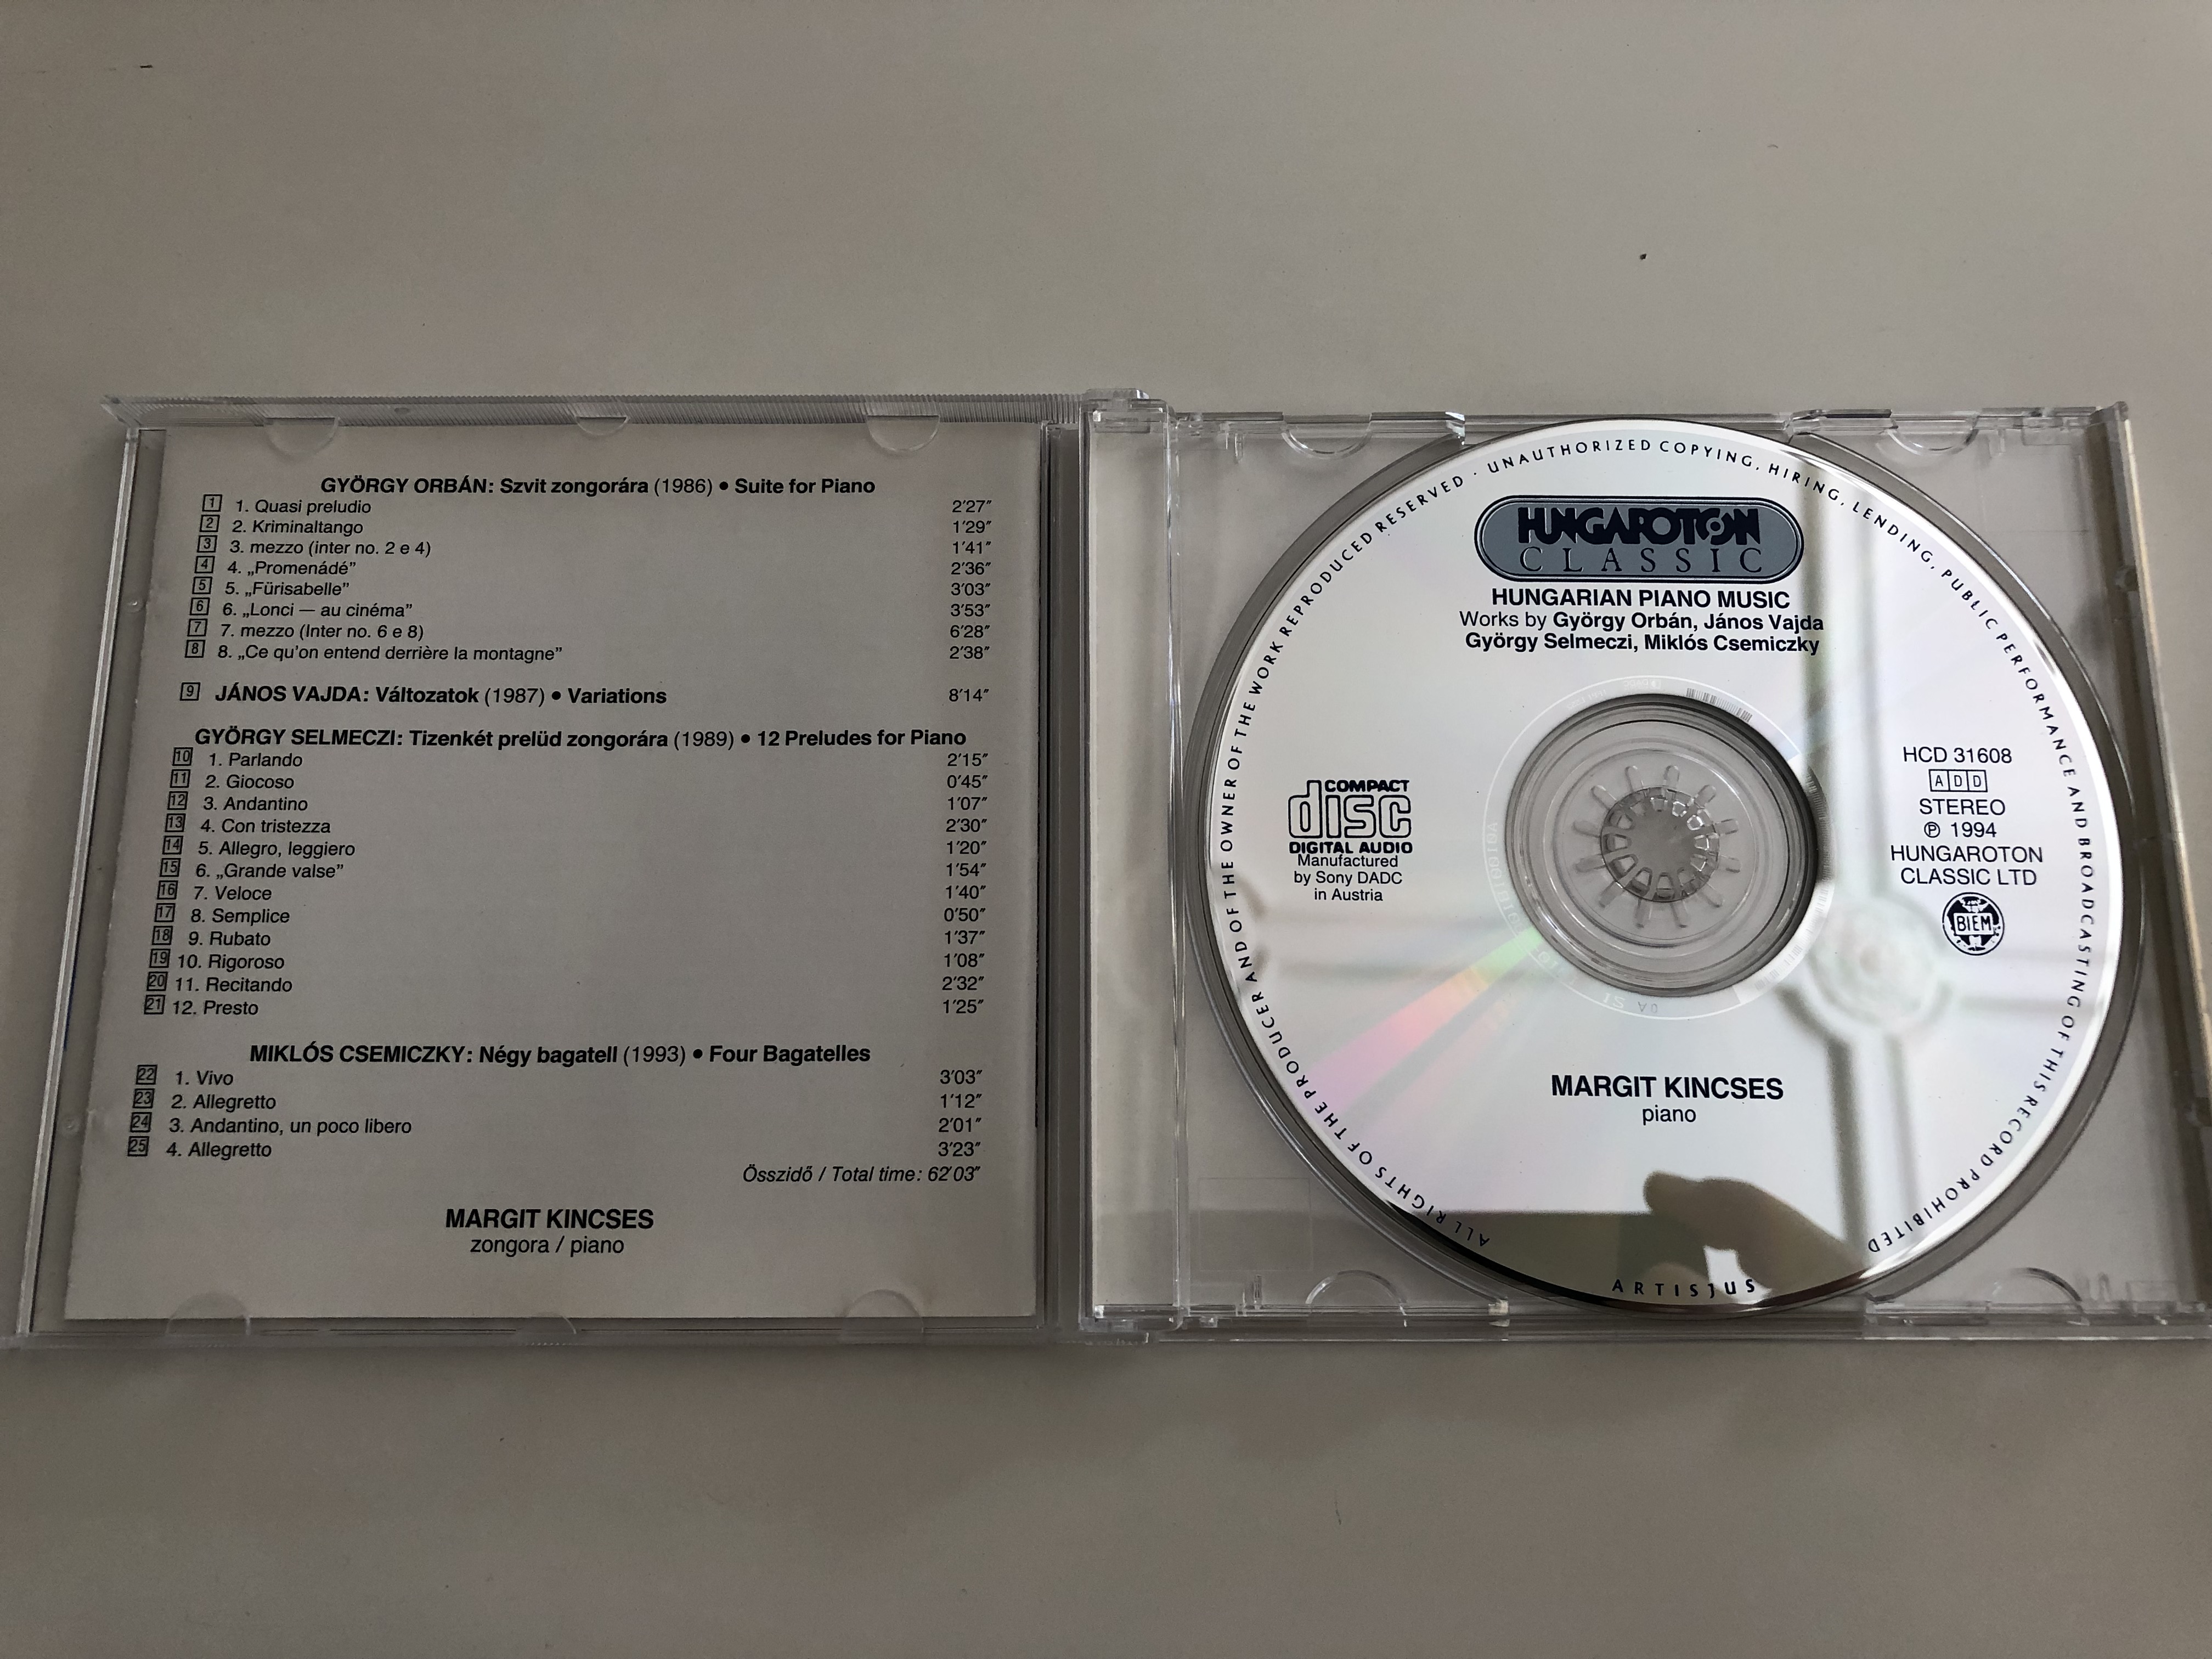 GYÖRGY ORBÁN: Szvit zongorára (1986) • Suite for Piano
1 1. Quasi preludio 2'27"
2 2. Kriminaltango 1'29"
3 3. mezzo (inter no. 2 e 4) 1'41"
4 4. „Promenádé” 2'36"
5 5. „Fürisabelle” 3'03"
6 6. „Lonci — au cinéma” 3'53"
7 7. mezzo (Inter no. 6 e 8) 6'28"
8 8. „Ce qu'on entend derrière la montagne” 2'38"
9 JÁNOS VAJDA: Változatok (1987) • Variations 8'14"
GYÖRGY SELMECZI: Tizenkét prelüd zongorára (1989) • 12 Preludes for Piano
10 1. Parlando 2'15"
11 2. Giocoso 0'45"
12 3. Andantino 1'07"
13 4. Con tristezza 2'30"
14 5. Allegro, leggiero 1'20"
15 6. „Grande valse” 1'54"
16 7. Veloce 1'40"
17 8. Semplice 0'50"
18 9. Rubato 1'37"
19 10. Rigoroso 1'08"
20 11. Recitando 2'32"
21 12. Presto 1'25"
MIKLÓS CSEMICZKY: Négy bagatell (1993) • Four Bagatelles
22 1. Vivo 3'03"
23 2. Allegretto 1'12"
24 3. Andantino, un poco libero 2'01"
25 4. Allegretto 3'23"
Összidő / Total time: 62'03"
MARGIT KINCSES
zongora / piano
ALL RIGHTS OF THE PRODUCER AND OF THE OWNER OF THE WORK REPRODUCED RESERVED · UNAUTHORIZED COPYING, HIRING, LENDING, PUBLIC PERFORMANCE AND BROADCASTING OF THIS RECORD PROHIBITED
HUNGAROTON
CLASSIC
HUNGARIAN PIANO MUSIC
Works by György Orbán, János Vajda
György Selmeczi, Miklós Csemiczky
COMPACT
disc
DIGITAL AUDIO
Manufactured
by Sony DADC
in Austria
HCD 31608
ADD
STEREO
℗ 1994
HUNGAROTON
CLASSIC LTD
BIEM
MARGIT KINCSES
piano
ARTISJUS